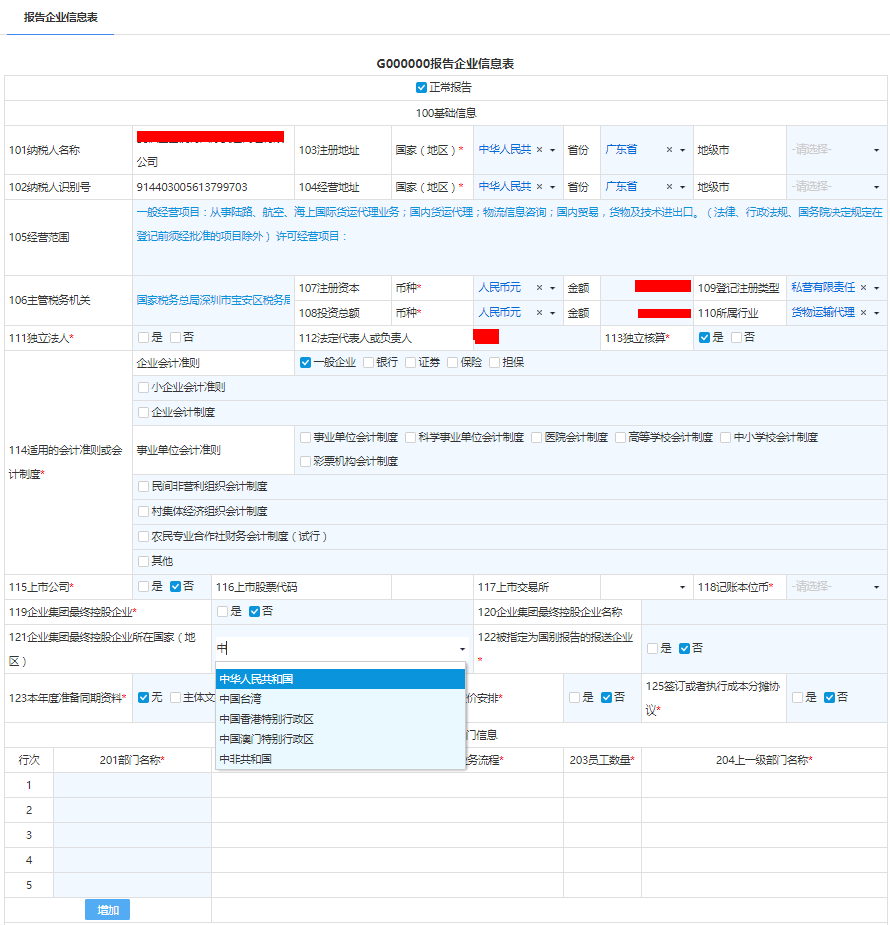 报告企业信息表
G000000报告企业信息表
正常报告
100基础信息
101纳税人名称
公司
103注册地址 国家（地区）* 中华人民共 × 省份 广东省 × 地级市 -请选择-
102纳税人识别号 914403005613799703 104经营地址 国家（地区）* 中华人民共 × 省份 广东省 × 地级市 -请选择-
105经营范围
一般经营项目：从事陆路、航空、海上国际货运代理业务；国内货运代理；物流信息咨询；国内贸易，货物及技术进出口。（法律、行政法规、国务院决定规定在
登记前须经批准的项目除外） 许可经营项目：
106主管税务机关 国家税务总局深圳市宝安区税务局
107注册资本 币种* 人民币元 × 金额 109登记注册类型 私营有限责任 ×
108投资总额 币种* 人民币元 × 金额 110所属行业 货物运输代理 ×
111独立法人* 是 否 112法定代表人或负责人 113独立核算* 是 否
114适用的会计准则或会
计制度*
企业会计准则 一般企业 银行 证券 保险 担保
小企业会计准则
企业会计制度
事业单位会计准则
事业单位会计制度 科学事业单位会计制度 医院会计制度 高等学校会计制度 中小学校会计制度
彩票机构会计制度
民间非营利组织会计制度
村集体经济组织会计制度
农民专业合作社财务会计制度（试行）
其他
115上市公司* 是 否 116上市股票代码 117上市交易所 118记账本位币* -请选择-
119企业集团最终控股企业* 是 否 120企业集团最终控股企业名称
121企业集团最终控股企业所在国家（地
区）
中
122被指定为国别报告的报送企业
*
是 否
中华人民共和国
中国台湾
中国香港特别行政区
中国澳门特别行政区
中非共和国
123本年度准备同期资料* 无 主体文 价安排* 是 否
125签订或者执行成本分摊协
议*
是 否
门信息
行次 201部门名称* 务流程* 203员工数量* 204上一级部门名称*
1
2
3
4
5
增加